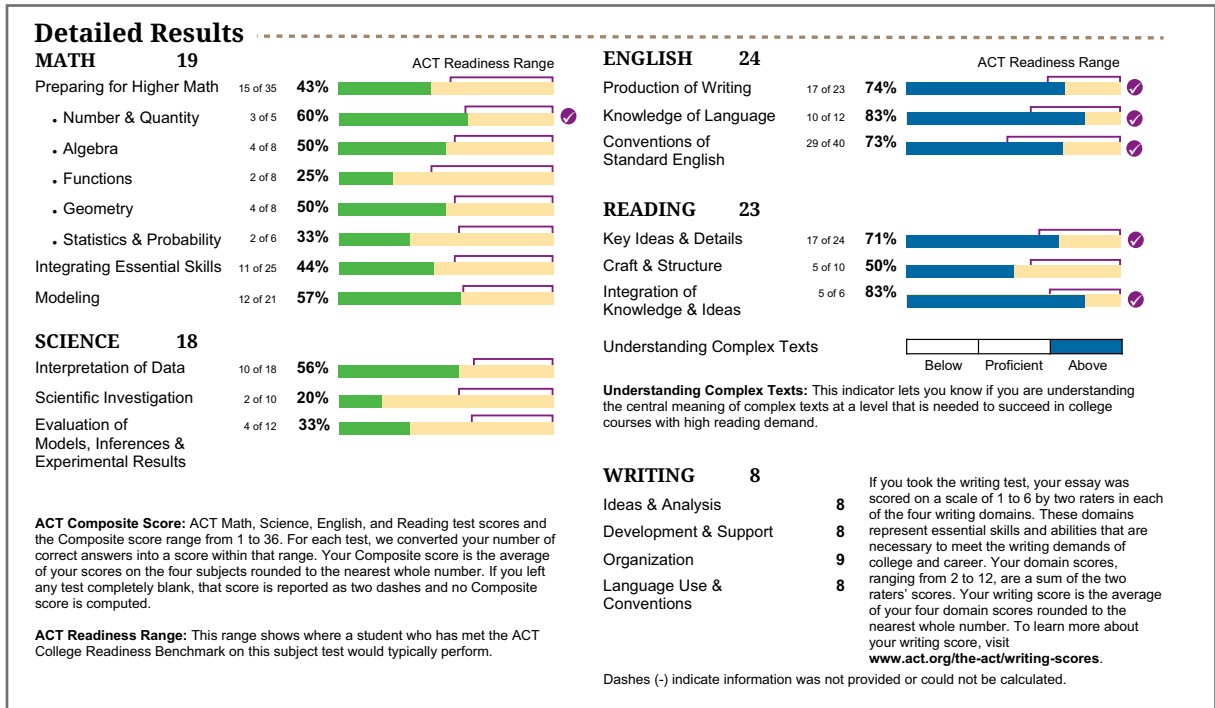 Detailed Results
MATH 19
ACT Readiness Range
Preparing for Higher Math 15 of 35 43%
• Number & Quantity 3 of 5 60%
• Algebra 4 of 8 50%
• Functions 2 of 8 25%
• Geometry 4 of 8 50%
• Statistics & Probability 2 of 6 33%
Integrating Essential Skills 11 of 25 44%
Modeling 12 of 21 57%
SCIENCE 18
Interpretation of Data 10 of 18 56%
Scientific Investigation 2 of 10 20%
Evaluation of 4 of 12 33%
Models, Inferences &
Experimental Results
ACT Composite Score: ACT Math, Science, English, and Reading test scores and
the Composite score range from 1 to 36. For each test, we converted your number of
correct answers into a score within that range. Your Composite score is the average
of your scores on the four subjects rounded to the nearest whole number. If you left
any test completely blank, that score is reported as two dashes and no Composite
score is computed.
ACT Readiness Range: This range shows where a student who has met the ACT
College Readiness Benchmark on this subject test would typically perform.
ENGLISH 24
ACT Readiness Range
Production of Writing 17 of 23 74%
Knowledge of Language 10 of 12 83%
Conventions of 29 of 40 73%
Standard English
READING 23
Key Ideas & Details 17 of 24 71%
Craft & Structure 5 of 10 50%
Integration of 5 of 6 83%
Knowledge & Ideas
Understanding Complex Texts
Below Proficient Above
Understanding Complex Texts: This indicator lets you know if you are understanding
the central meaning of complex texts at a level that is needed to succeed in college
courses with high reading demand.
WRITING 8
Ideas & Analysis 8
Development & Support 8
Organization 9
Language Use & 8
Conventions
If you took the writing test, your essay was
scored on a scale of 1 to 6 by two raters in each
of the four writing domains. These domains
represent essential skills and abilities that are
necessary to meet the writing demands of
college and career. Your domain scores,
ranging from 2 to 12, are a sum of the two
raters' scores. Your writing score is the average
of your four domain scores rounded to the
nearest whole number. To learn more about
your writing score, visit
www.act.org/the-act/writing-scores.
Dashes (-) indicate information was not provided or could not be calculated.